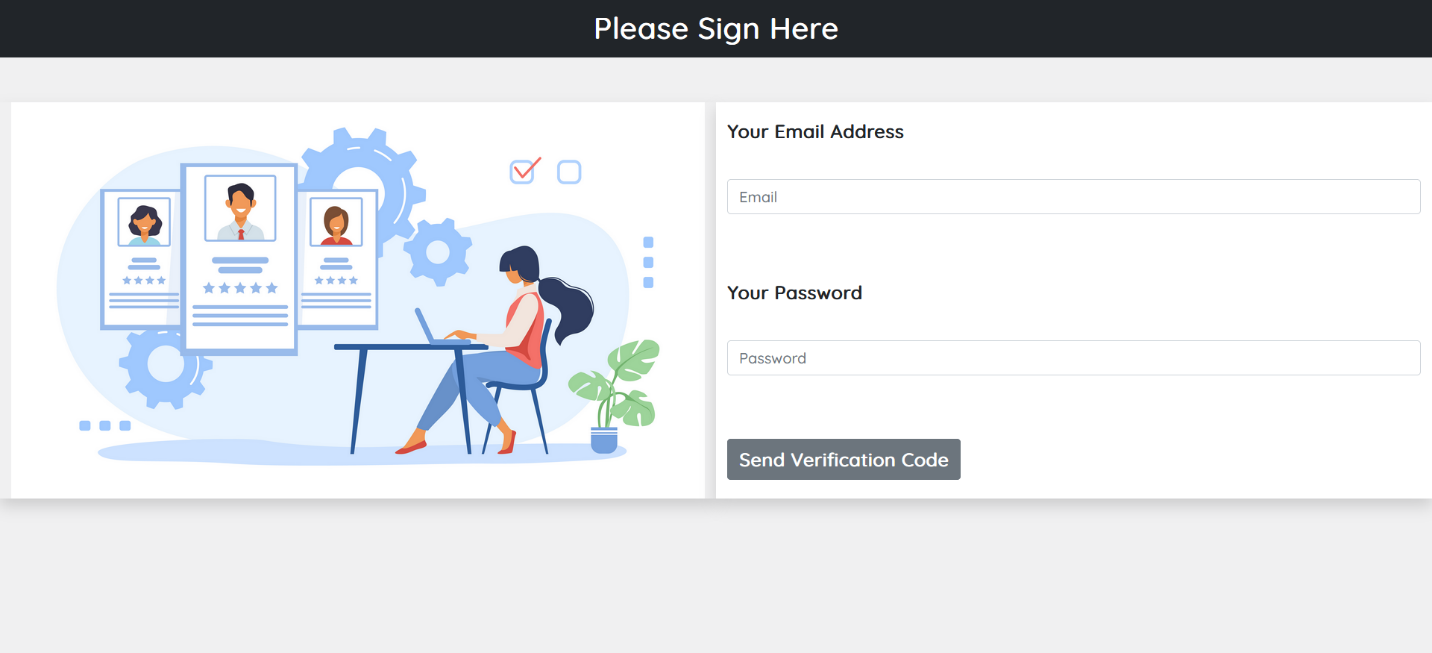 Please Sign Here
Your Email Address
Email
Your Password
Password
Send Verification Code